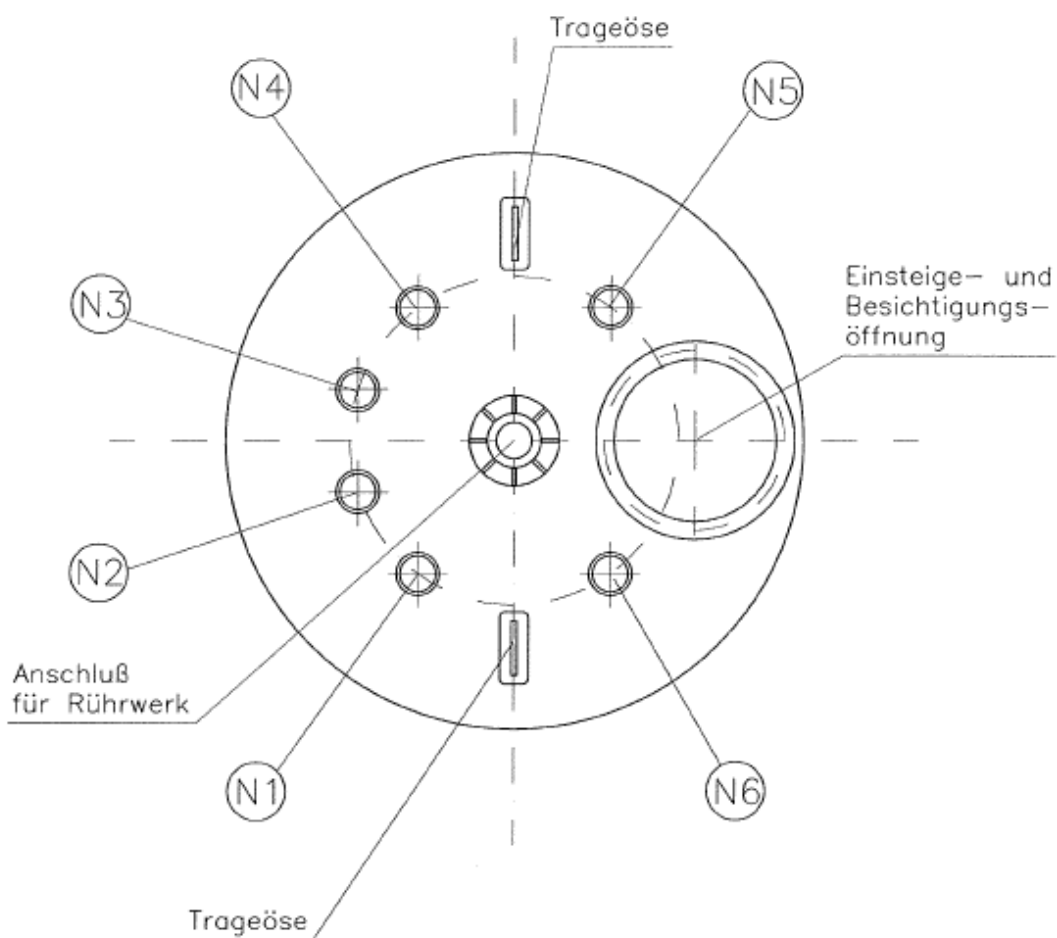 Trageöse
N4
N5
N3
Einsteige- und
Besichtigungs-
öffnung
N2
Anschluß
für Rührwerk
N1
N6
Trageöse